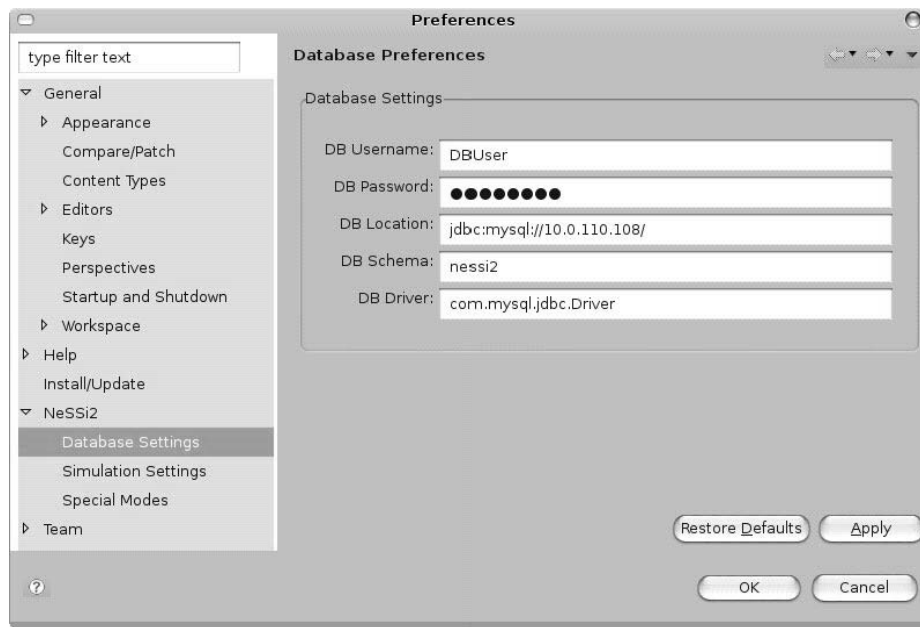 Preferences
type filter text
General
Appearance
Compare/Patch
Content Types
Editors
Keys
Perspectives
Startup and Shutdown
Workspace
Help
Install/Update
NeSSi2
Database Settings
Simulation Settings
Special Modes
Team
Database Preferences
Database Settings
DB Username: DBUser
DB Password: ●●●●●●●●
DB Location: jdbc:mysql://10.0.110.108/
DB Schema: nessi2
DB Driver: com.mysql.jdbc.Driver
Restore Defaults Apply
? OK Cancel